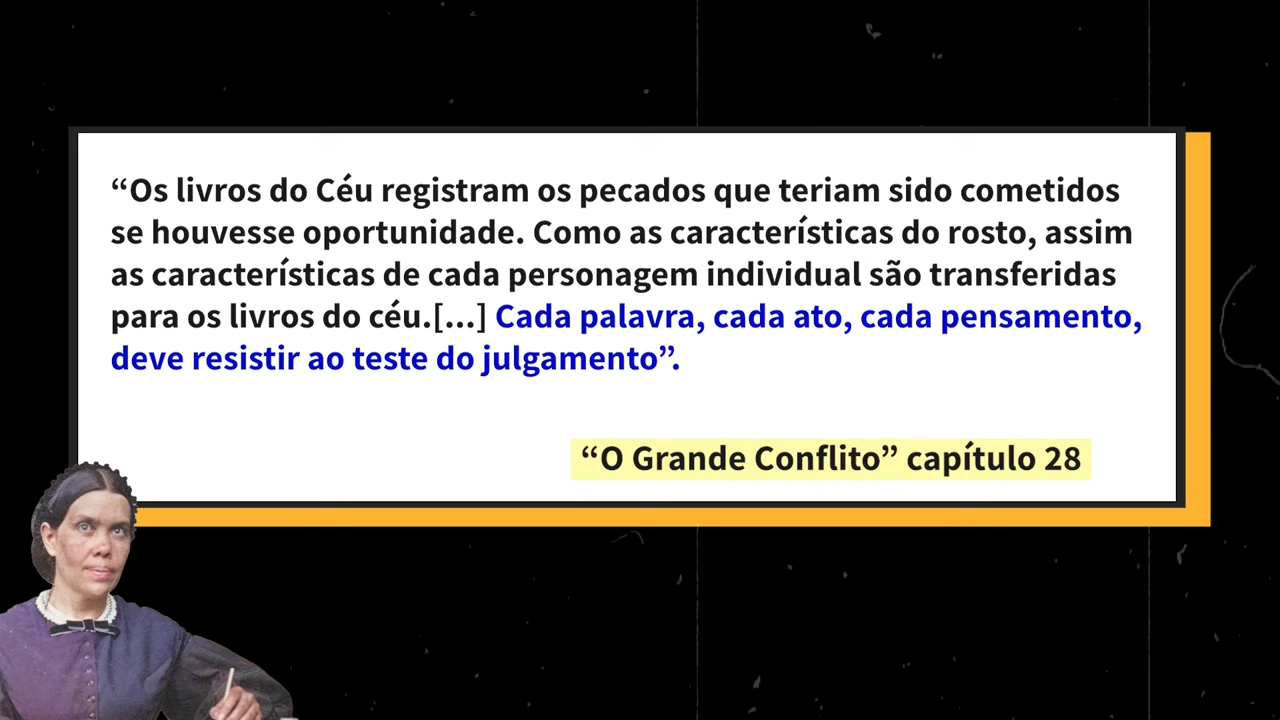 “Os livros do Céu registram os pecados que teriam sido cometidos
se houvesse oportunidade. Como as características do rosto, assim
as características de cada personagem individual são transferidas
para os livros do céu.[...] Cada palavra, cada ato, cada pensamento,
deve resistir ao teste do julgamento”.
“O Grande Conflito” capítulo 28